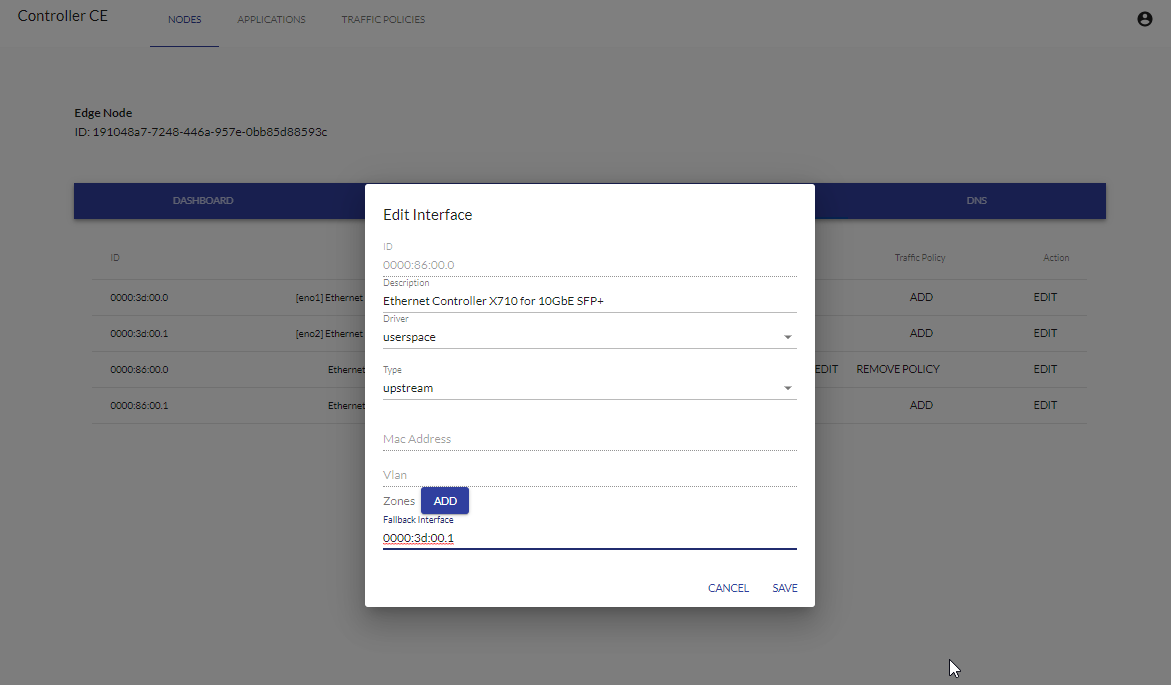 Controller CE
NODES APPLICATIONS TRAFFIC POLICIES
Edge Node
ID: 191048a7-7248-446a-957e-0bb85d88593c
DASHBOARD DNS
ID Traffic Policy Action
0000:3d:00.0 [eno1] Ethernet ADD EDIT
0000:3d:00.1 [eno2] Ethernet ADD EDIT
0000:86:00.0 Ethernet EDIT REMOVE POLICY EDIT
0000:86:00.1 Ethernet ADD EDIT
Edit Interface
ID
0000:86:00.0
Description
Ethernet Controller X710 for 10GbE SFP+
Driver
userspace
Type
upstream
Mac Address
Vlan
Zones ADD
Fallback Interface
0000:3d:00.1
CANCEL SAVE